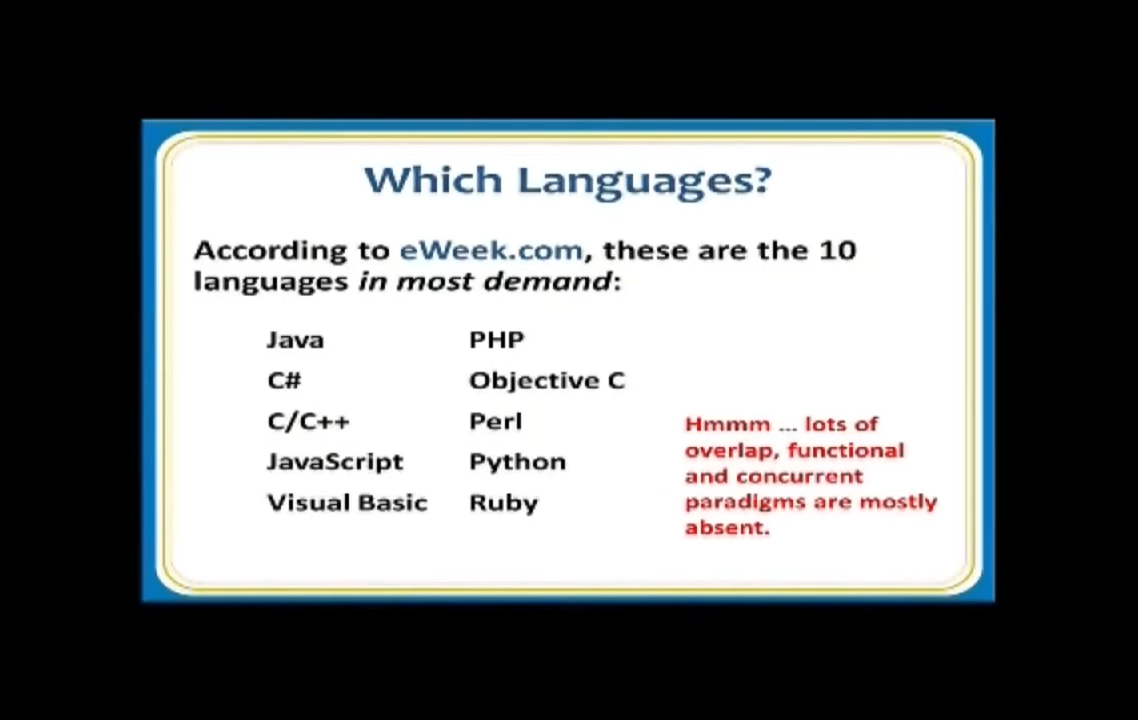 Which Languages?
According to eWeek.com, these are the 10
languages in most demand:
Java
C#
C/C++
JavaScript
Visual Basic
PHP
Objective C
Perl
Python
Ruby
Hmmm ... lots of
overlap, functional
and concurrent
paradigms are mostly
absent.